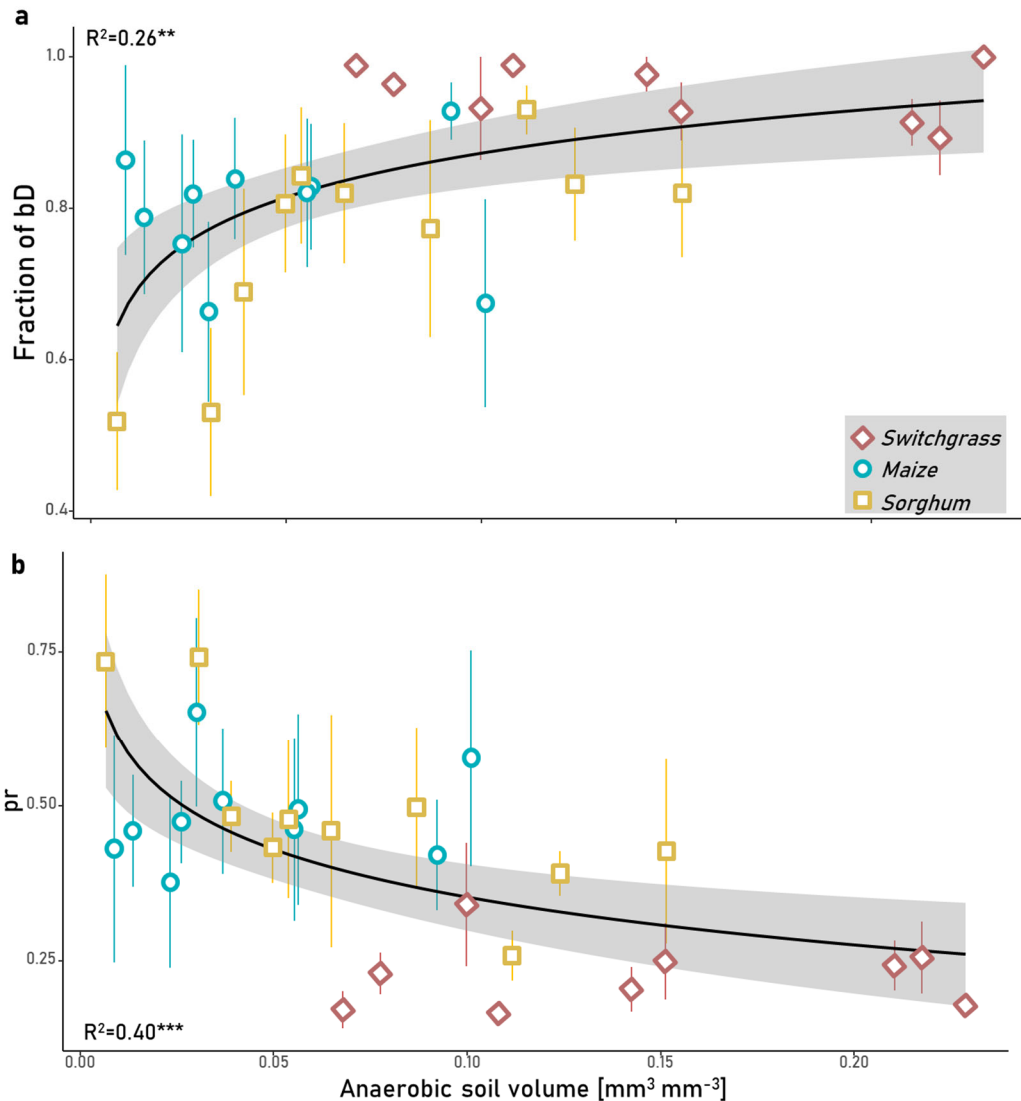 a
R²=0.26**
1.0
0.8
0.6
0.4
Fraction of bD
Switchgrass
Maize
Sorghum
b
0.75
0.50
0.25
pr
R²=0.40***
0.00 0.05 0.10 0.15 0.20
Anaerobic soil volume [mm³ mm⁻³]